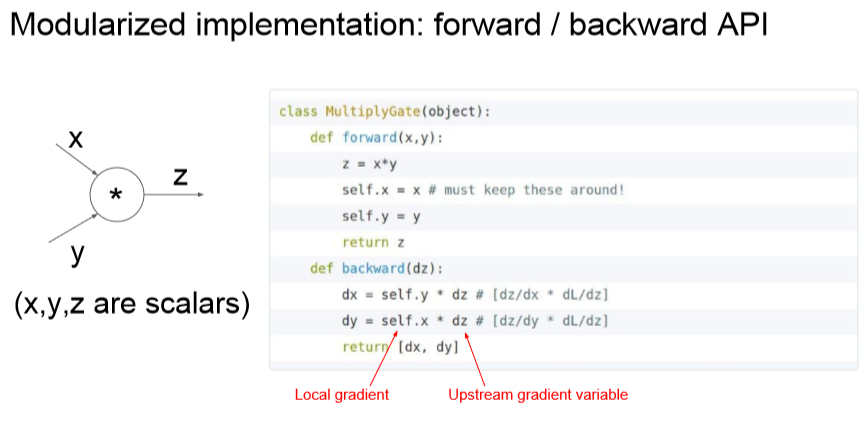 Modularized implementation: forward / backward API
x
z
*
y
(x,y,z are scalars)
class MultiplyGate(object):
def forward(x,y):
z = x*y
self.x = x # must keep these around!
self.y = y
return z
def backward(dz):
dx = self.y * dz # [dz/dx * dL/dz]
dy = self.x * dz # [dz/dy * dL/dz]
return [dx, dy]
Local gradient
Upstream gradient variable